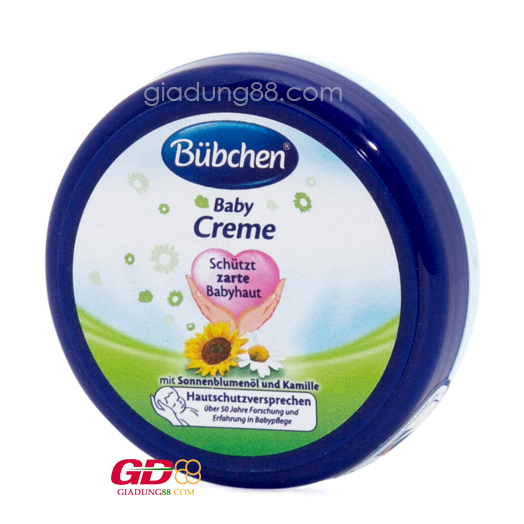 giadung88.com
Bübchen®
Baby
Creme
Schützt
zarte
Babyhaut
mit Sonnenblumenöl und Kamille
Hautschutzversprechen
über 50 Jahre Forschung und
Erfahrung in Babypflege
GD88
GIADUNG88.COM